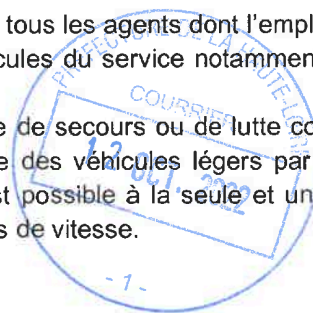 tous les agents dont l'empl
cules du service notammen
e de secours ou de lutte co
e des véhicules légers par
st possible à la seule et un
s de vitesse.
PREFECTURE DE LA HAUTE-LOIRE
COURRIER
12 OCT. 2022
- 1 -